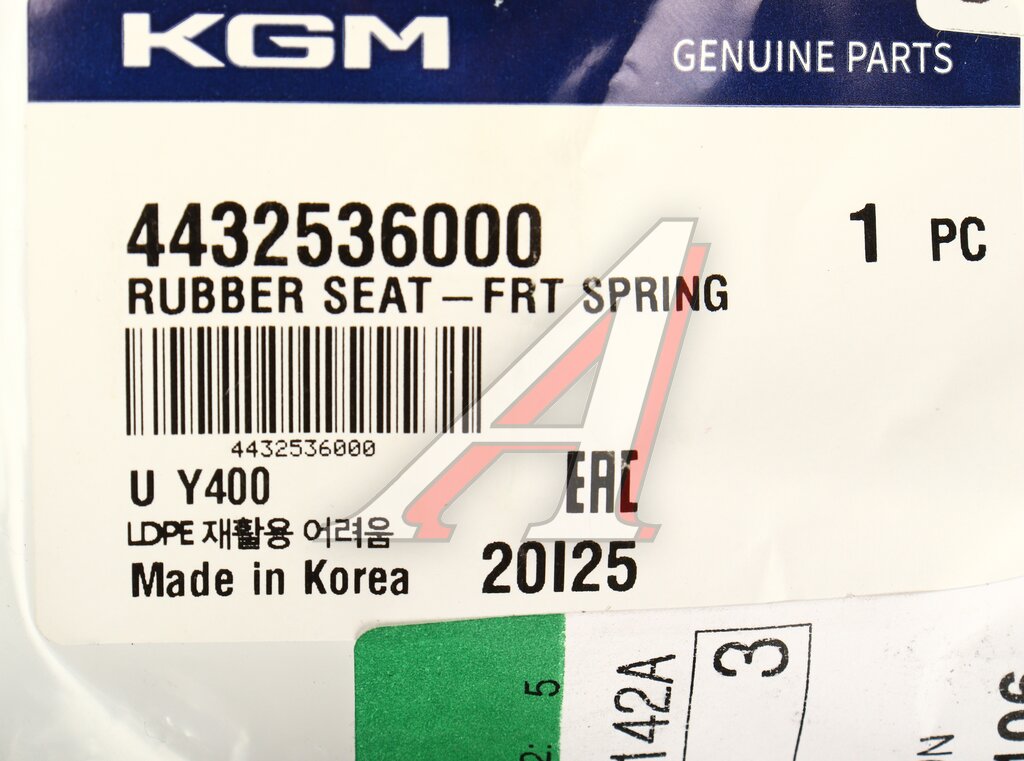 KGM GENUINE PARTS
4432536000 1 PC
RUBBER SEAT-FRT SPRING
4432536000
U Y400 EAC
LDPE 재활용 어려움
Made in Korea 20I25
5
142A
3